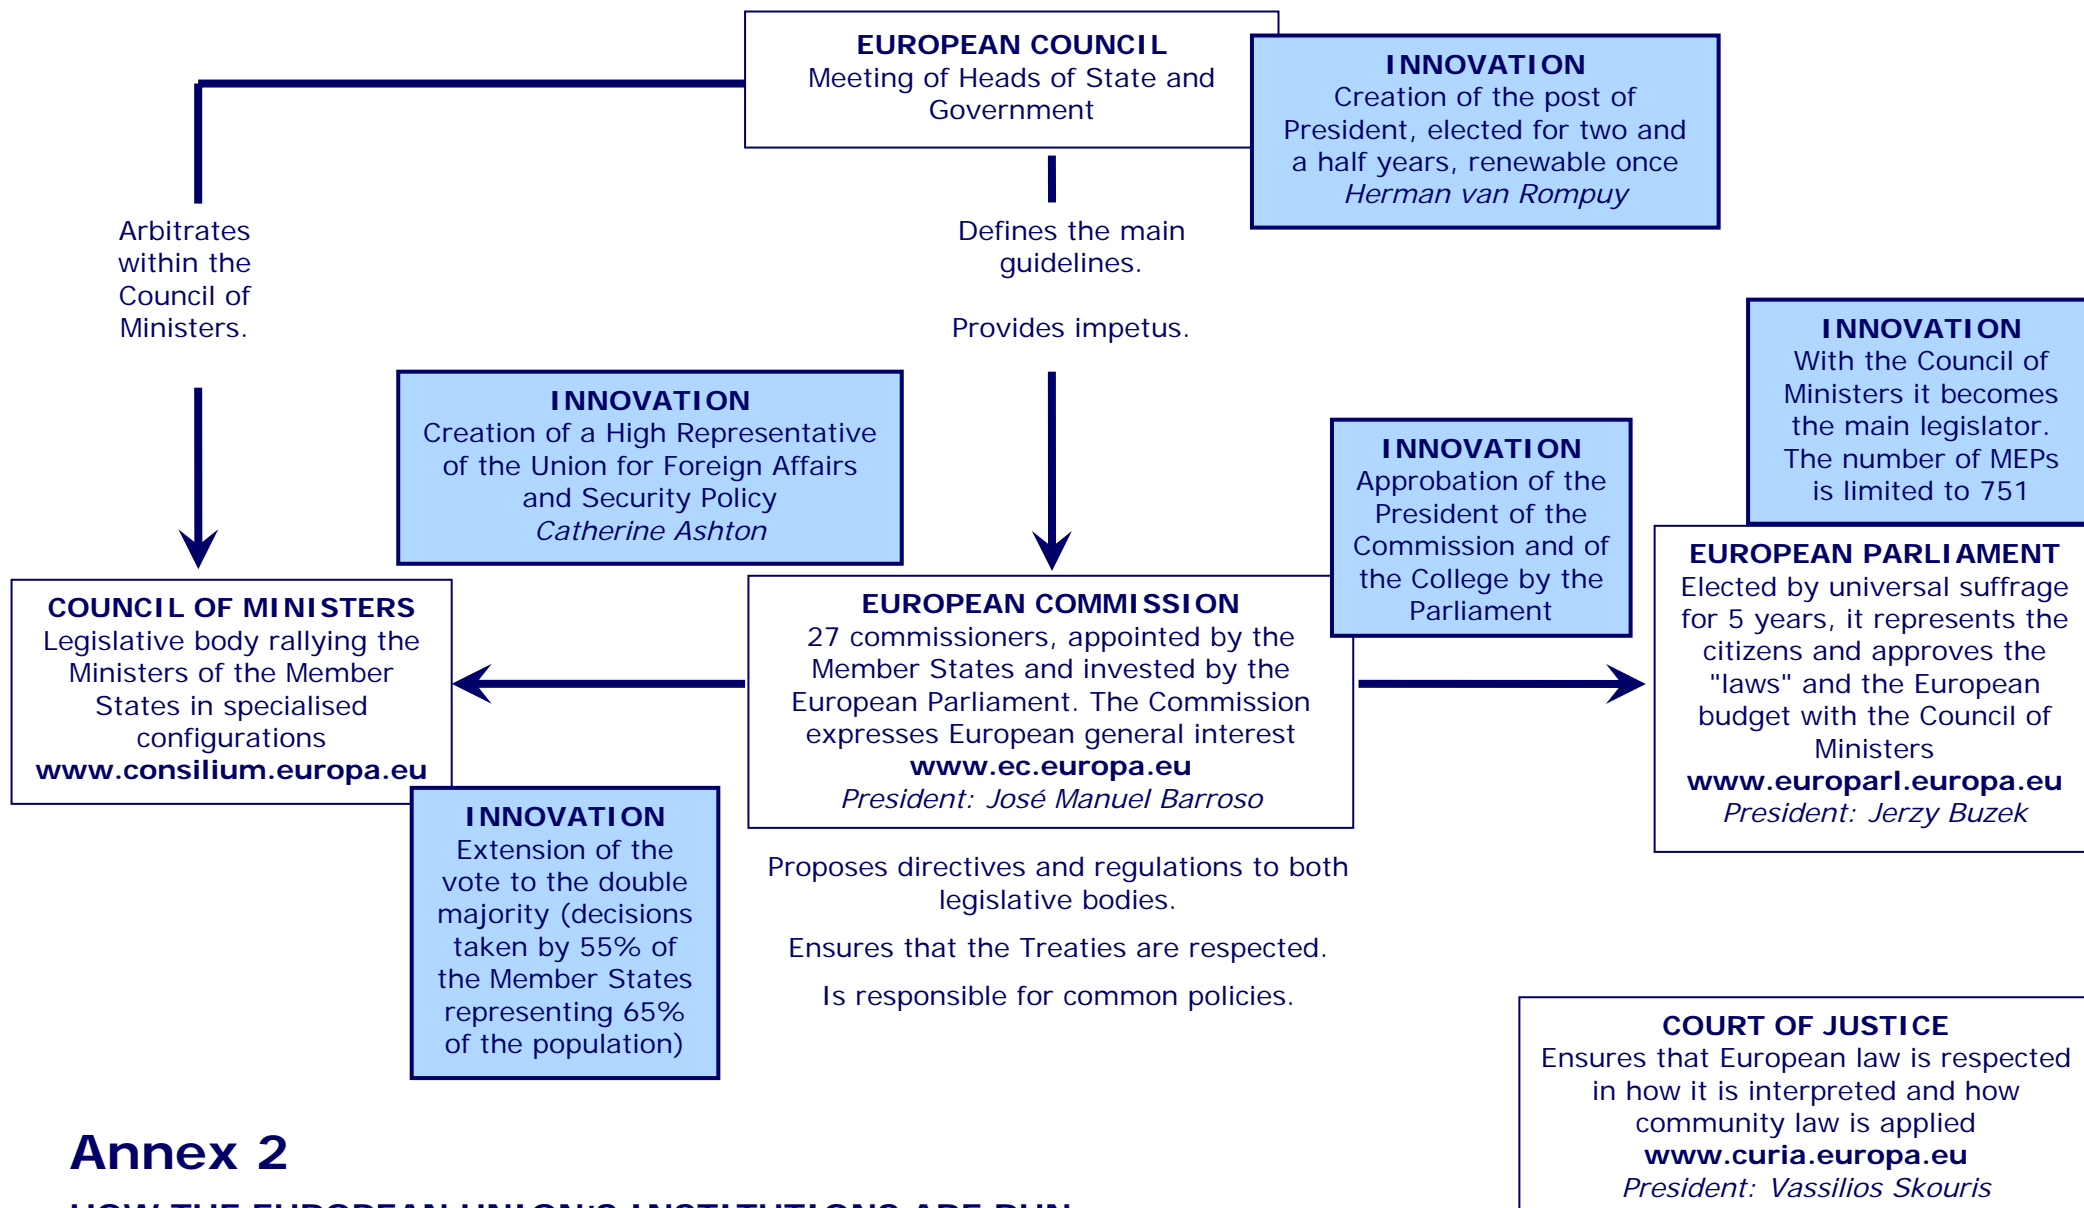 EUROPEAN COUNCIL
Meeting of Heads of State and
Government
INNOVATION
Creation of the post of
President, elected for two and
a half years, renewable once
Herman van Rompuy
Arbitrates
within the
Council of
Ministers.
Defines the main
guidelines.
Provides impetus.
INNOVATION
With the Council of
Ministers it becomes
the main legislator.
The number of MEPs
is limited to 751
INNOVATION
Creation of a High Representative
of the Union for Foreign Affairs
and Security Policy
Catherine Ashton
INNOVATION
Approbation of the
President of the
Commission and of
the College by the
Parliament
COUNCIL OF MINISTERS
Legislative body rallying the
Ministers of the Member
States in specialised
configurations
www.consilium.europa.eu
EUROPEAN COMMISSION
27 commissioners, appointed by the
Member States and invested by the
European Parliament. The Commission
expresses European general interest
www.ec.europa.eu
President: José Manuel Barroso
EUROPEAN PARLIAMENT
Elected by universal suffrage
for 5 years, it represents the
citizens and approves the
"laws" and the European
budget with the Council of
Ministers
www.europarl.europa.eu
President: Jerzy Buzek
INNOVATION
Extension of the
vote to the double
majority (decisions
taken by 55% of
the Member States
representing 65%
of the population)
Proposes directives and regulations to both
legislative bodies.
Ensures that the Treaties are respected.
Is responsible for common policies.
COURT OF JUSTICE
Ensures that European law is respected
in how it is interpreted and how
community law is applied
www.curia.europa.eu
President: Vassilios Skouris
Annex 2
HOW THE EUROPEAN UNION'S INSTITUTIONS ARE RUN